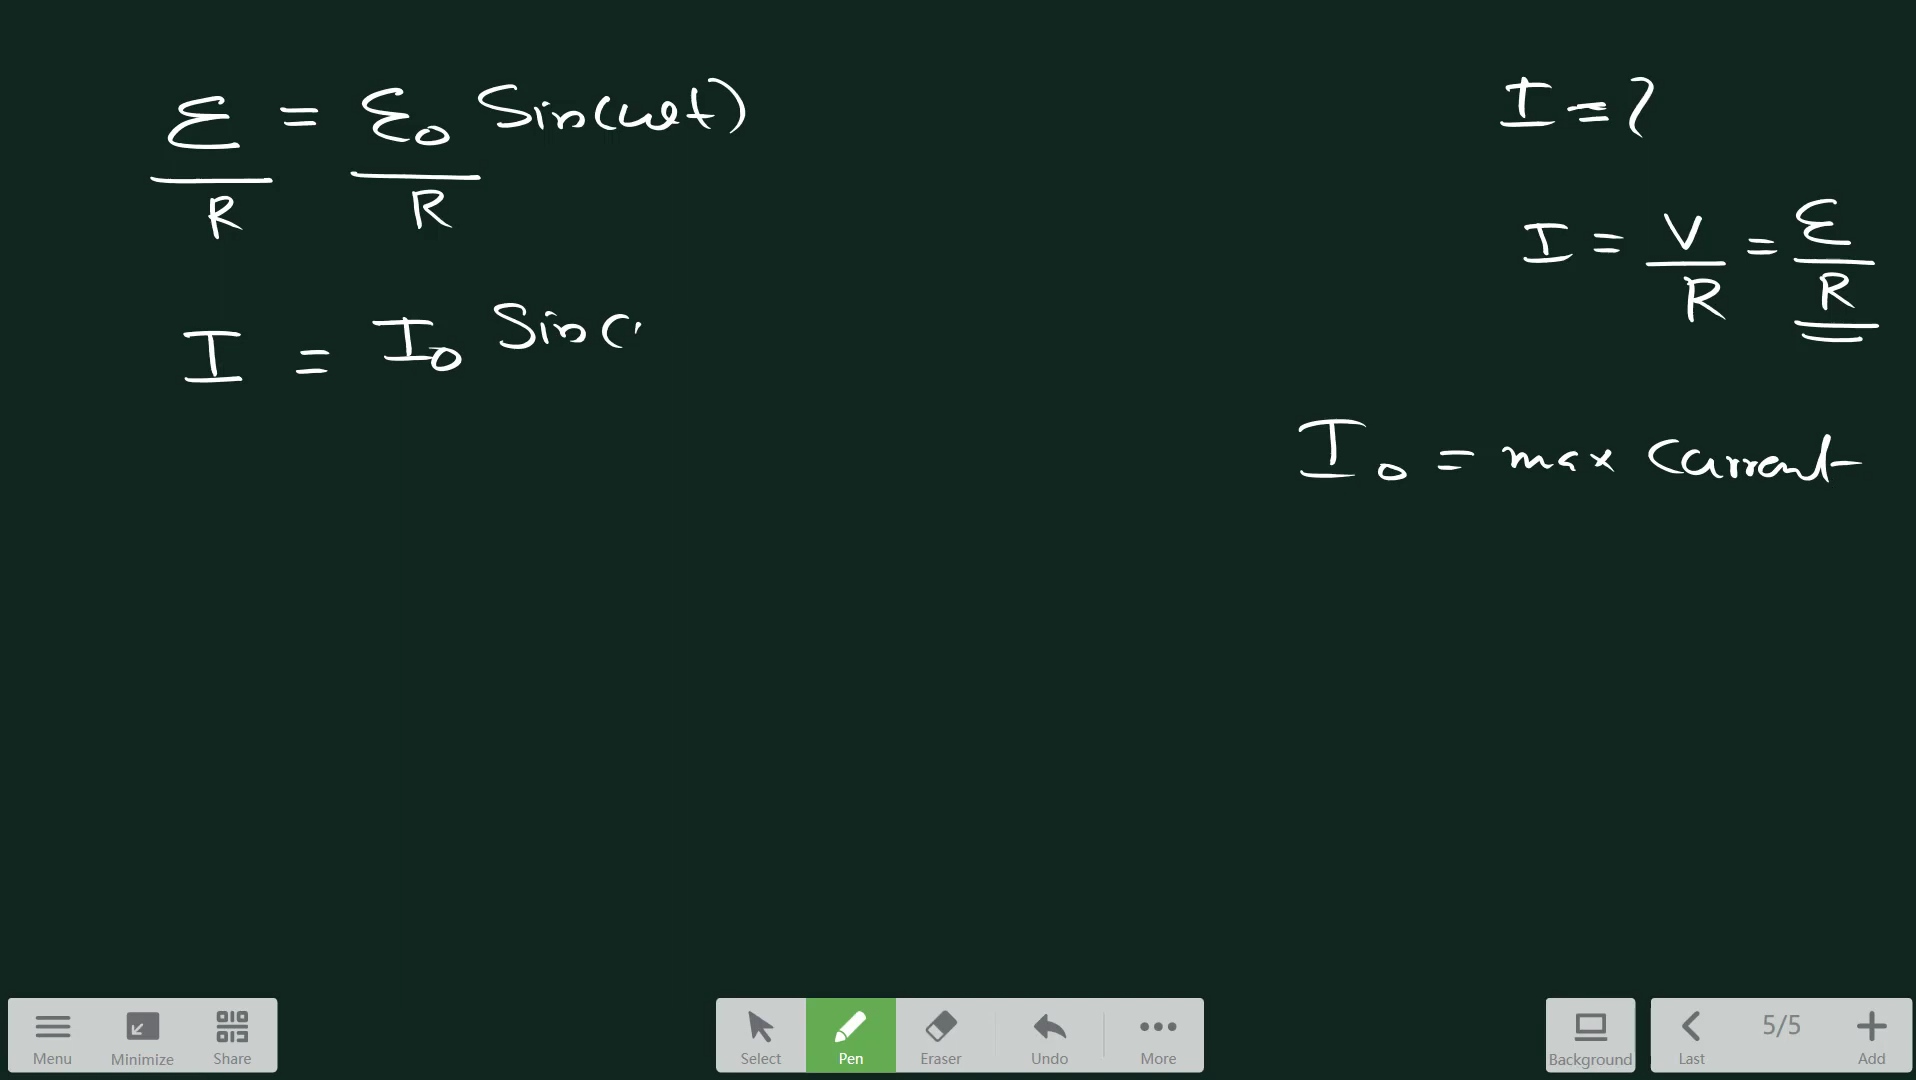 ε = ε₀ Sin(ωt)
R R
I = I₀ Sin(
I = ?
I = V = ε
R R
I₀ = max Current
Menu Minimize Share
Select Pen Eraser Undo More
Background Last 5/5 Add